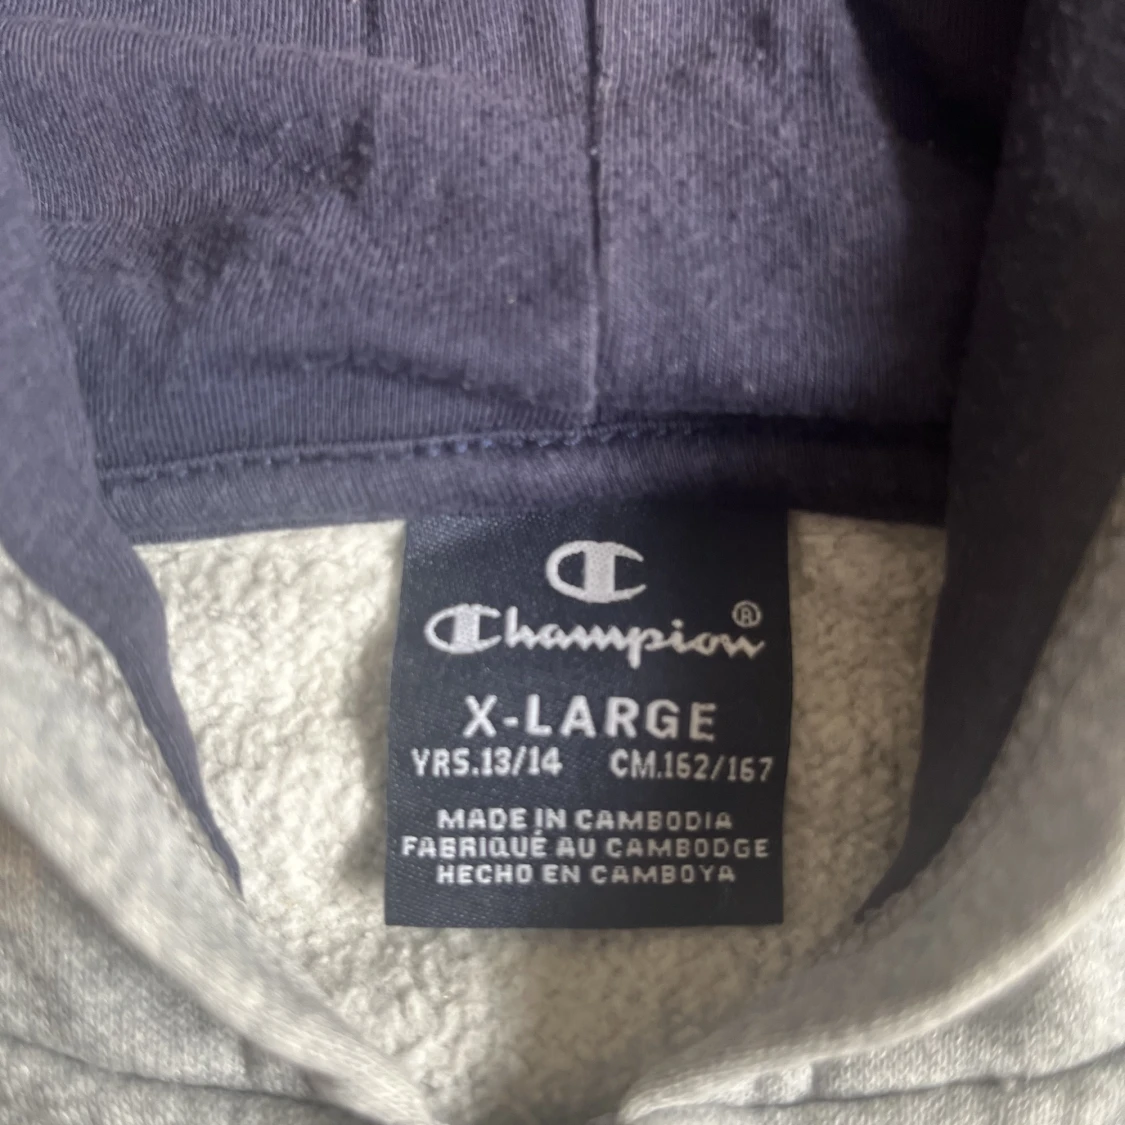 Champion®
X-LARGE
YRS.13/14 CM.162/167
MADE IN CAMBODIA
FABRIQUÉ AU CAMBODGE
HECHO EN CAMBOYA